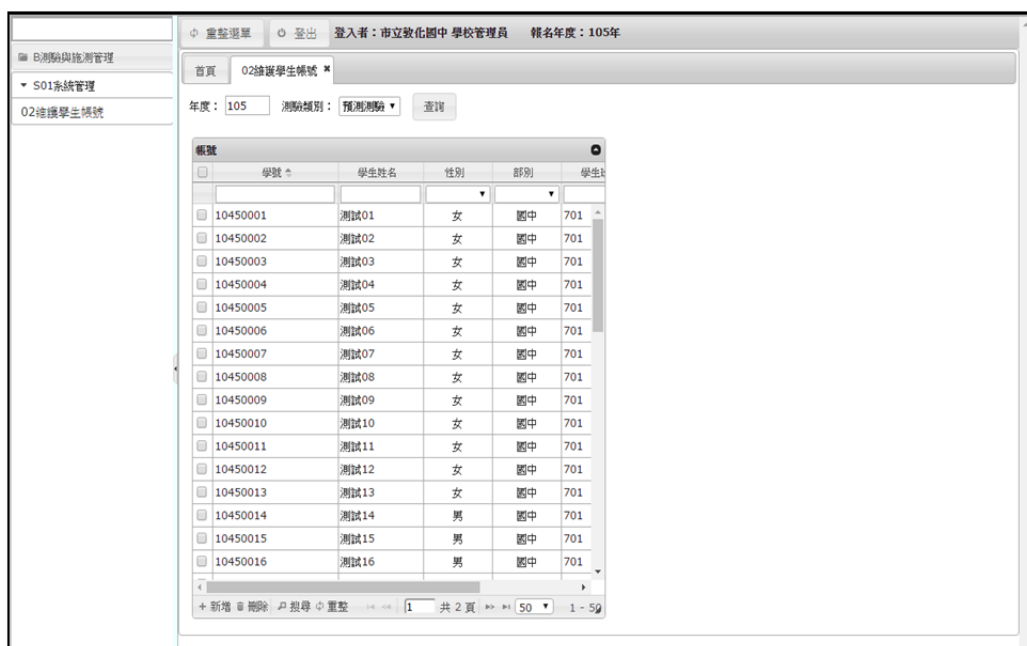 重整選單 登出 登入者：市立敦化國中 學校管理員 報名年度：105年
B測驗與施測管理
S01系統管理
02維護學生帳號
首頁 02維護學生帳號
年度： 105 測驗類別： 預測測驗 查詢
帳號
學號 學生姓名 性別 部別
10450001 測試01 女 國中 701
10450002 測試02 女 國中 701
10450003 測試03 女 國中 701
10450004 測試04 女 國中 701
10450005 測試05 女 國中 701
10450006 測試06 女 國中 701
10450007 測試07 女 國中 701
10450008 測試08 女 國中 701
10450009 測試09 女 國中 701
10450010 測試10 女 國中 701
10450011 測試11 女 國中 701
10450012 測試12 女 國中 701
10450013 測試13 女 國中 701
10450014 測試14 男 國中 701
10450015 測試15 男 國中 701
10450016 測試16 男 國中 701
新增 刪除 搜尋 重整 1 共 2 頁 50 1 - 50